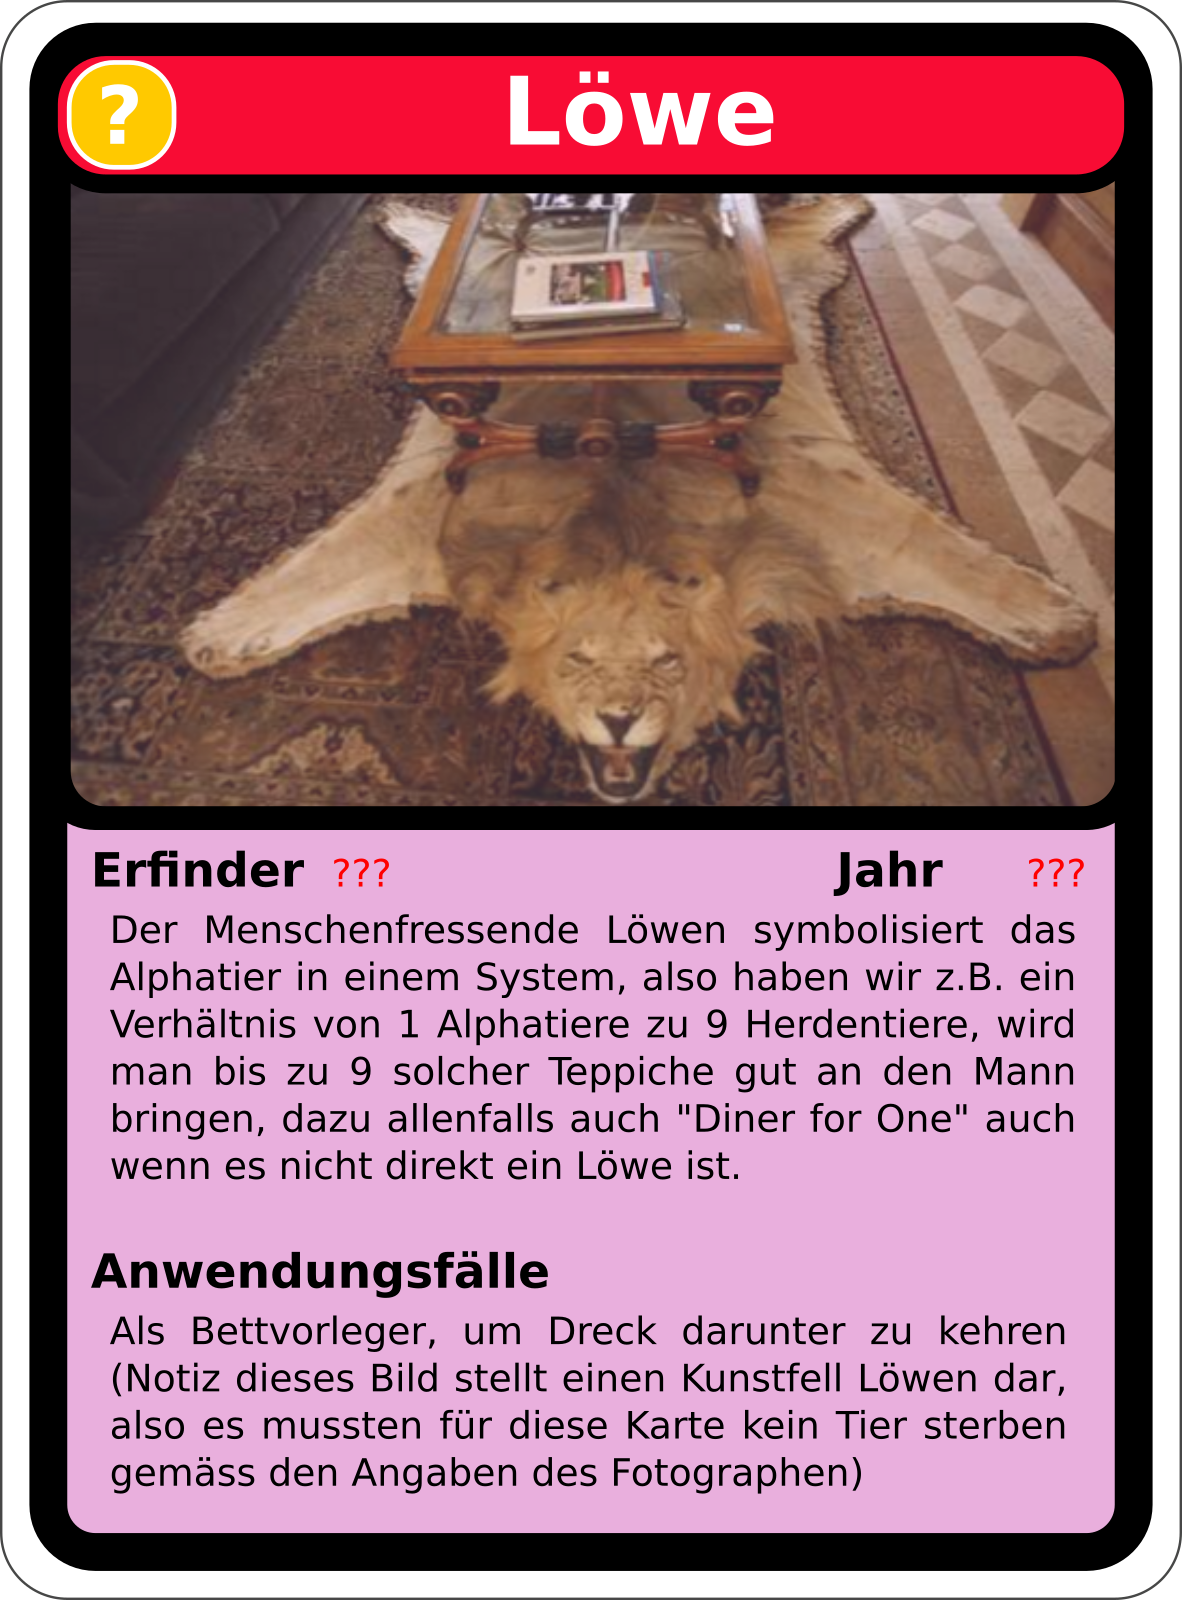 ?
Löwe
Erfinder ??? Jahr ???
Der Menschenfressende Löwen symbolisiert das
Alphatier in einem System, also haben wir z.B. ein
Verhältnis von 1 Alphatiere zu 9 Herdentiere, wird
man bis zu 9 solcher Teppiche gut an den Mann
bringen, dazu allenfalls auch "Diner for One" auch
wenn es nicht direkt ein Löwe ist.
Anwendungsfälle
Als Bettvorleger, um Dreck darunter zu kehren
(Notiz dieses Bild stellt einen Kunstfell Löwen dar,
also es mussten für diese Karte kein Tier sterben
gemäss den Angaben des Fotographen)